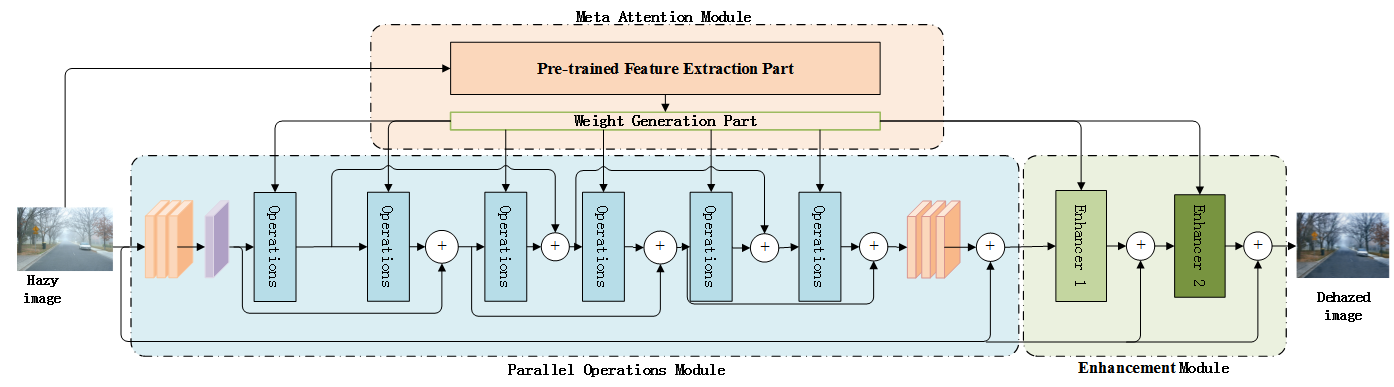 Meta Attention Module
Pre-trained Feature Extraction Part
Weight Generation Part
Hazy
image
Operations
Operations
+
Operations
+
Operations
+
Operations
+
Operations
+
+
Enhancer 1
+
Enhancer 2
+
Dehazed
image
Parallel Operations Module
Enhancement Module